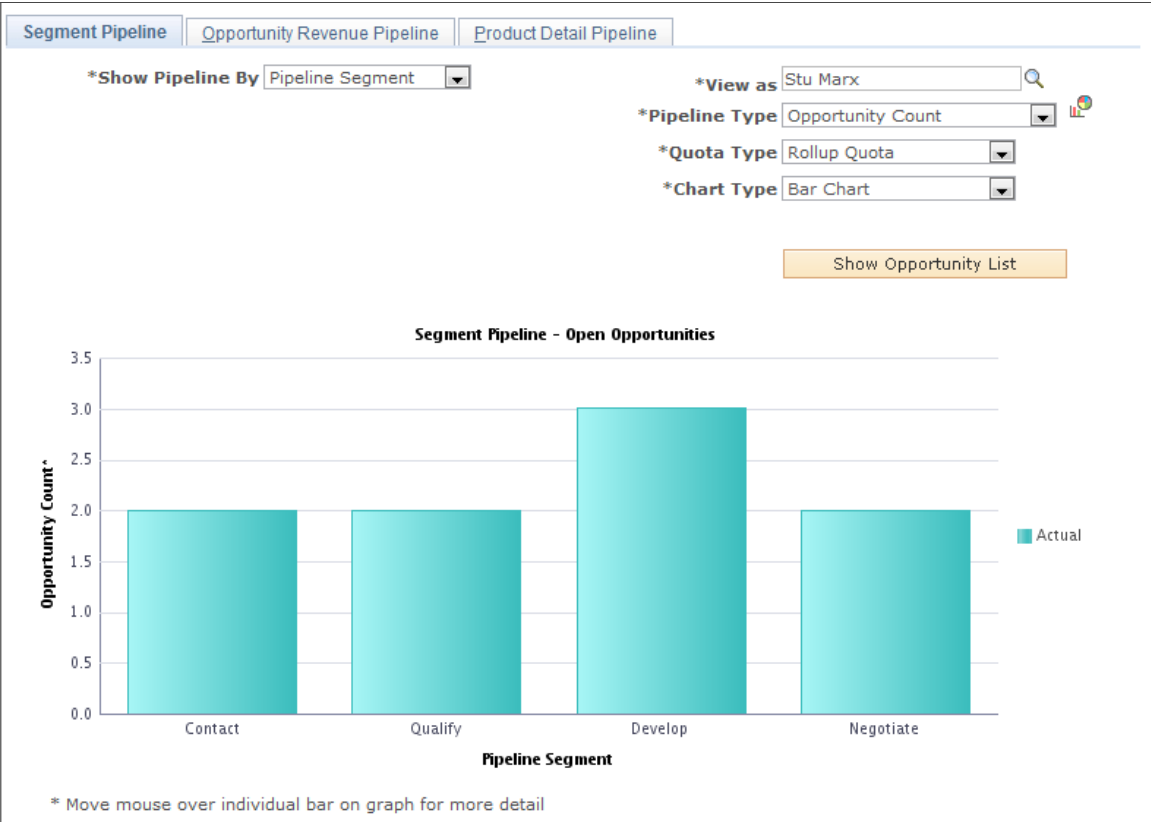 Segment Pipeline
Opportunity Revenue Pipeline
Product Detail Pipeline
*Show Pipeline By Pipeline Segment
*View as Stu Marx
*Pipeline Type Opportunity Count
*Quota Type Rollup Quota
*Chart Type Bar Chart
Show Opportunity List
Segment Pipeline - Open Opportunities
Opportunity Count*
3.5
3.0
2.5
2.0
1.5
1.0
0.5
0.0
Contact
Qualify
Develop
Negotiate
Pipeline Segment
Actual
* Move mouse over individual bar on graph for more detail